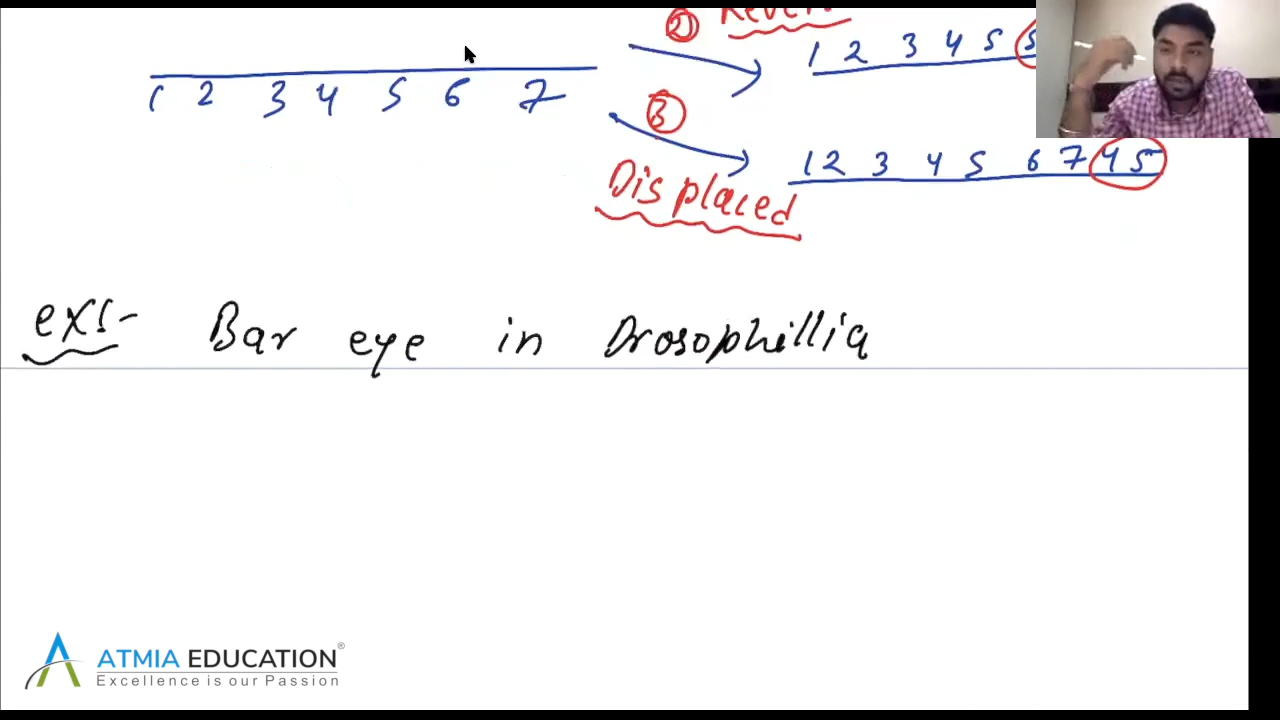 ②
1 2 3 4 5 5
1 2 3 4 5 6 7
③
1 2 3 4 5 6 7 4 5
Displaced
ex:- Bar eye in Drosophillia
ATMIA EDUCATION®
Excellence is our Passion